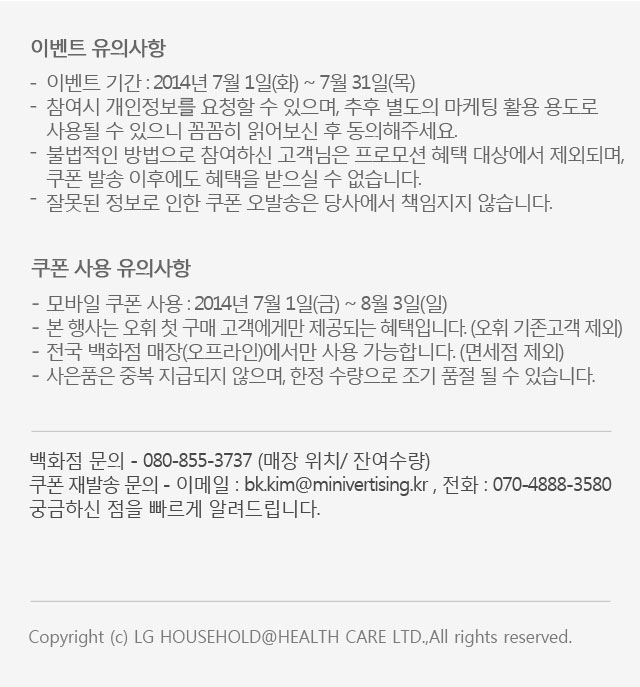 이벤트 유의사항
- 이벤트 기간 : 2014년 7월 1일(화) ~ 7월 31일(목)
- 참여시 개인정보를 요청할 수 있으며, 추후 별도의 마케팅 활용 용도로
사용될 수 있으니 꼼꼼히 읽어보신 후 동의해주세요.
- 불법적인 방법으로 참여하신 고객님은 프로모션 혜택 대상에서 제외되며,
쿠폰 발송 이후에도 혜택을 받으실 수 없습니다.
- 잘못된 정보로 인한 쿠폰 오발송은 당사에서 책임지지 않습니다.
쿠폰 사용 유의사항
- 모바일 쿠폰 사용 : 2014년 7월 1일(금) ~ 8월 3일(일)
- 본 행사는 오휘 첫 구매 고객에게만 제공되는 혜택입니다. (오휘 기존고객 제외)
- 전국 백화점 매장(오프라인)에서만 사용 가능합니다. (면세점 제외)
- 사은품은 중복 지급되지 않으며, 한정 수량으로 조기 품절 될 수 있습니다.
백화점 문의 - 080-855-3737 (매장 위치/ 잔여수량)
쿠폰 재발송 문의 - 이메일 : bk.kim@minivertising.kr , 전화 : 070-4888-3580
궁금하신 점을 빠르게 알려드립니다.
Copyright (c) LG HOUSEHOLD@HEALTH CARE LTD.,All rights reserved.